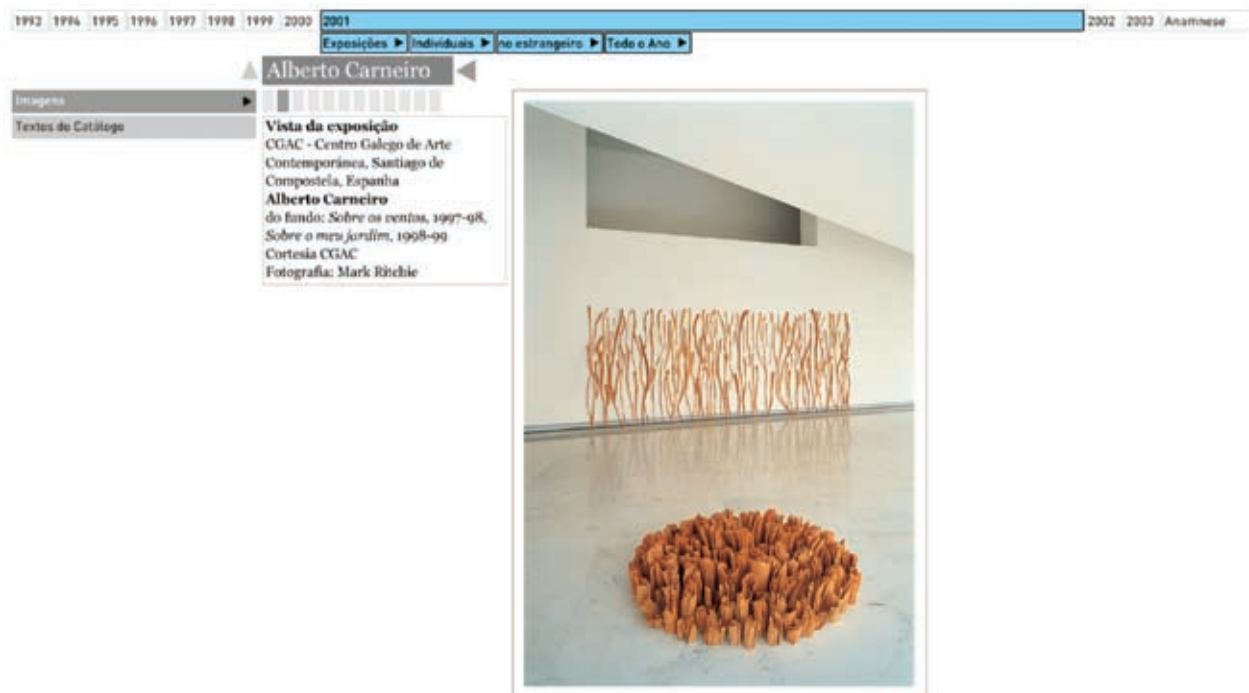 1993 1994 1995 1996 1997 1998 1999 2000 2001 2002 2003 Anamnese
Exposições Individuais no estrangeiro Todo o Ano
Alberto Carneiro
Imagens
Textos do Catálogo
Vista da exposição
CGAC - Centro Galego de Arte
Contemporánea, Santiago de
Compostela, Espanha
Alberto Carneiro
do fundo: Sobre os ventos, 1997-98,
Sobre o meu jardim, 1998-99
Cortesia CGAC
Fotografia: Mark Ritchie